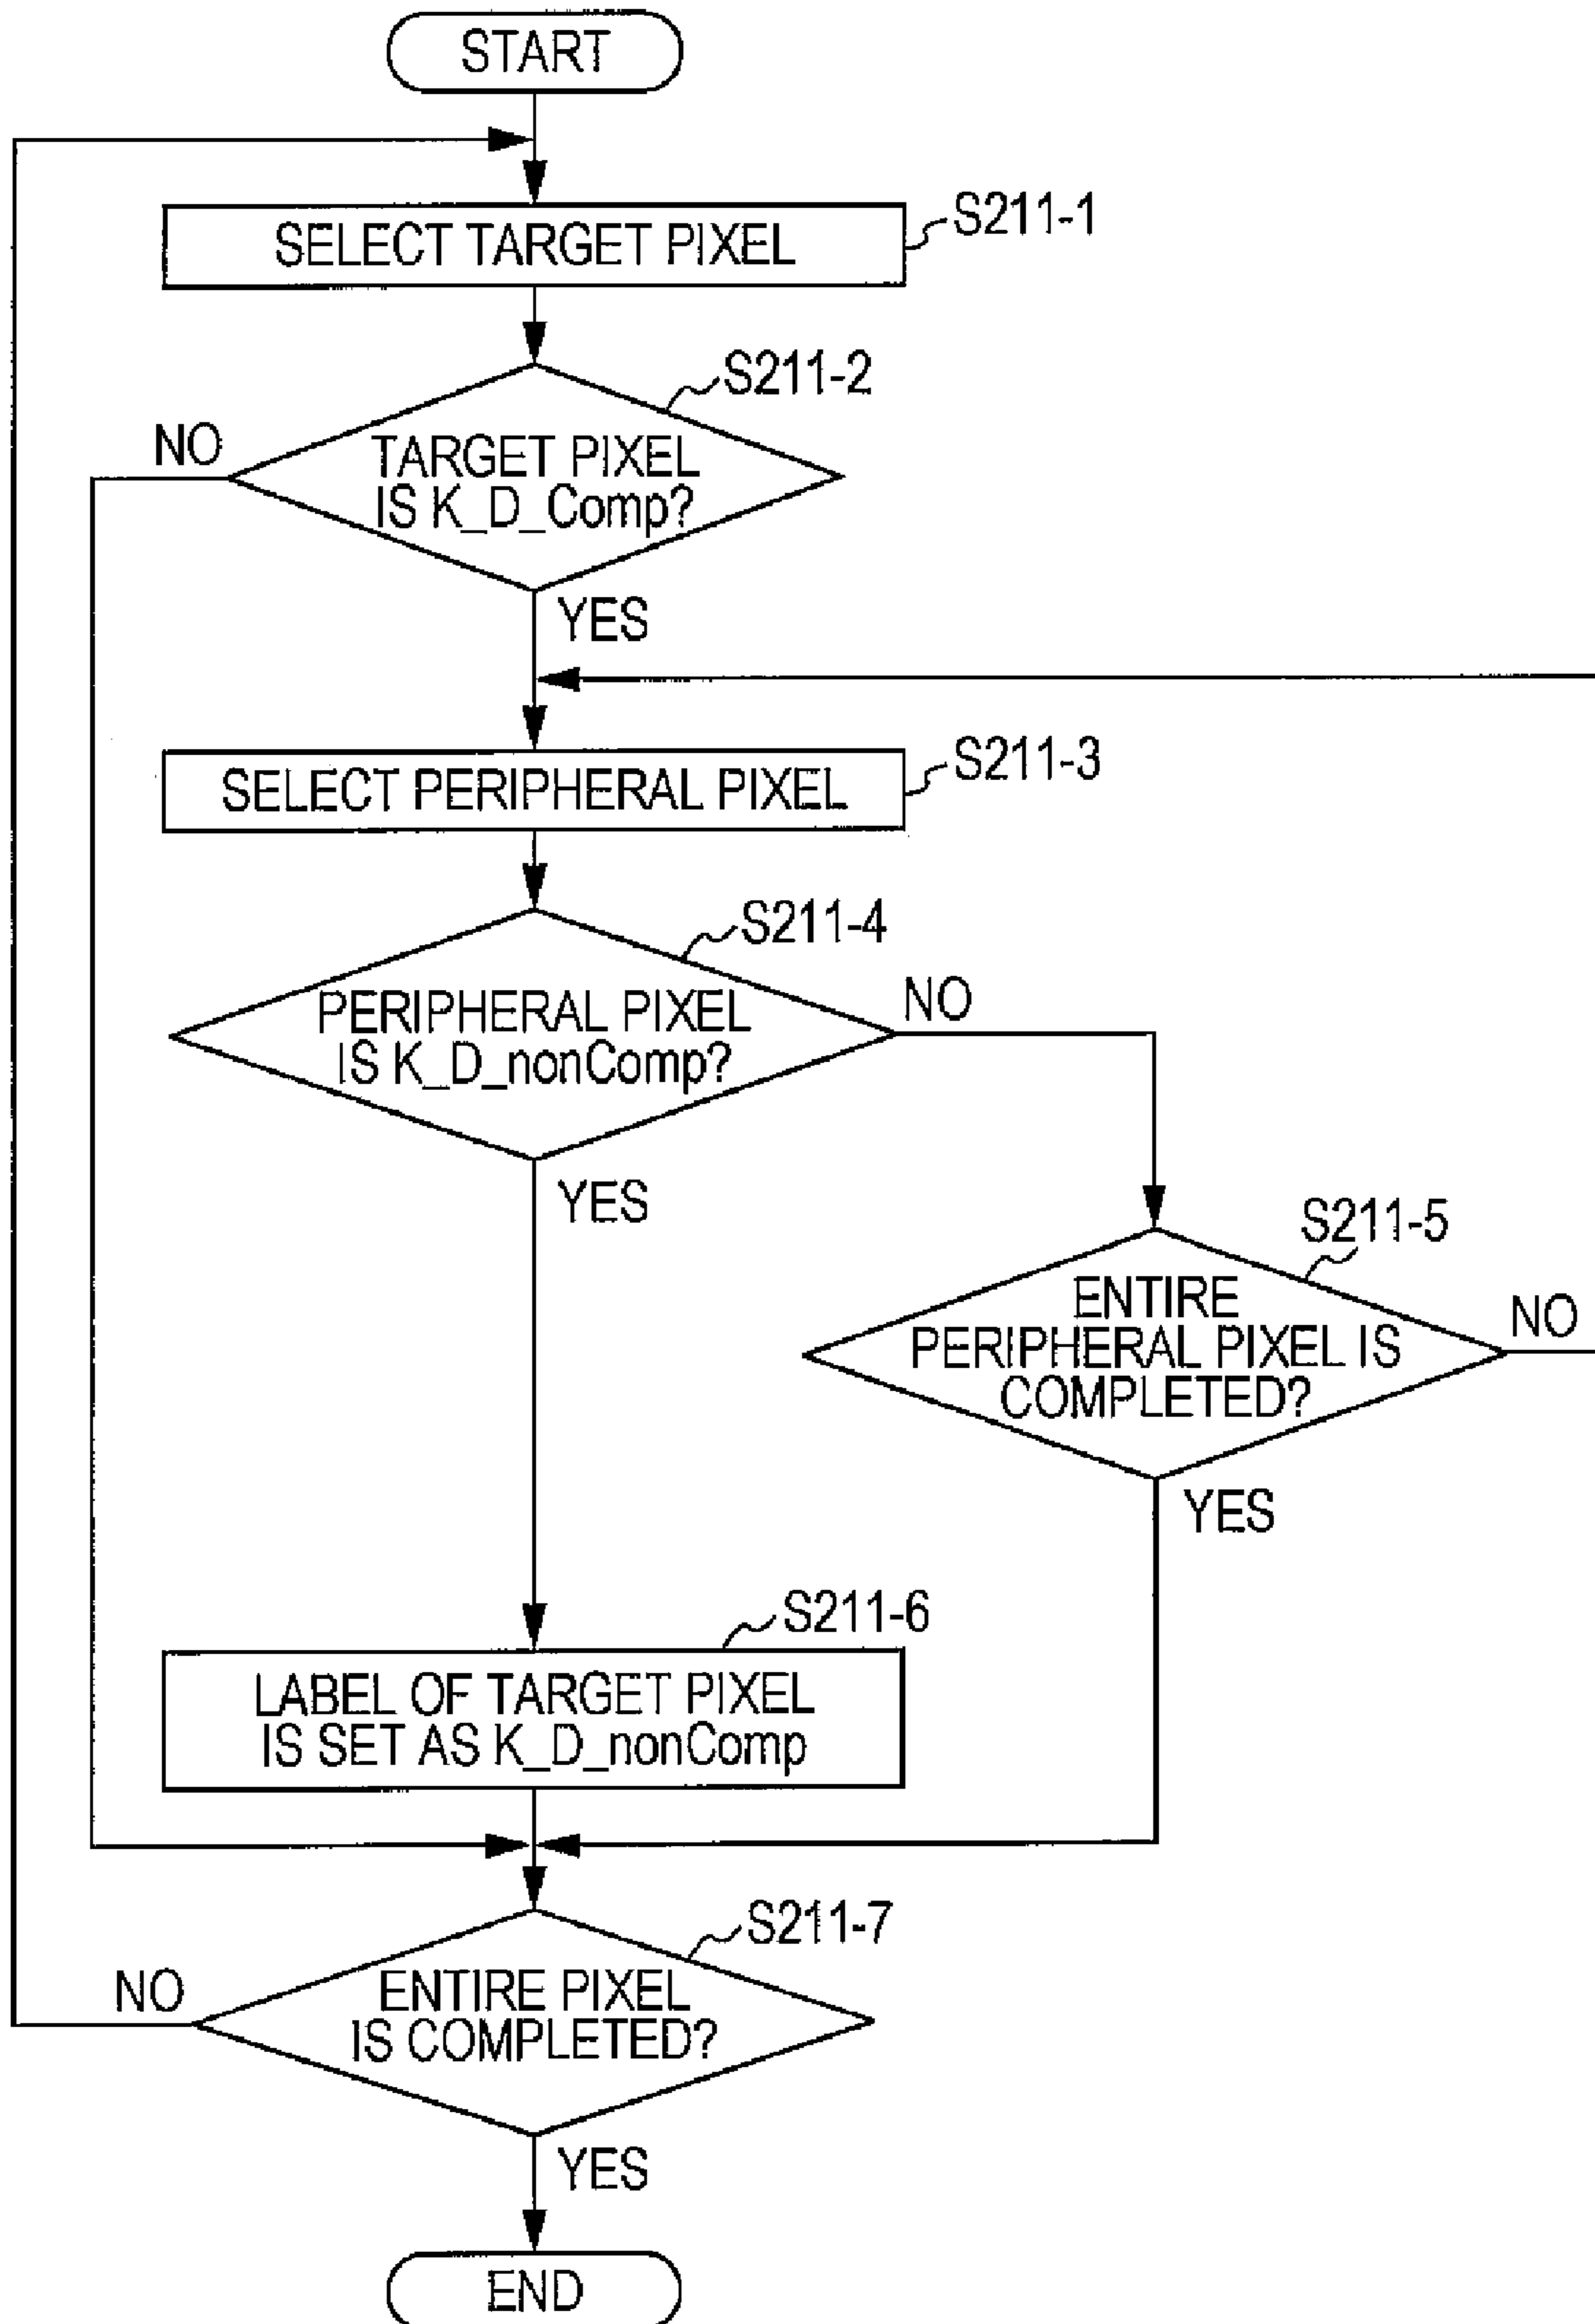 START
SELECT TARGET PIXEL
S211-1
S211-2
NO
TARGET PIXEL
IS K_D_Comp?
YES
SELECT PERIPHERAL PIXEL
S211-3
S211-4
PERIPHERAL PIXEL
IS K_D_nonComp?
NO
YES
S211-5
ENTIRE
PERIPHERAL PIXEL IS
COMPLETED?
NO
YES
S211-6
LABEL OF TARGET PIXEL
IS SET AS K_D_nonComp
S211-7
NO
ENTIRE PIXEL
IS COMPLETED?
YES
END